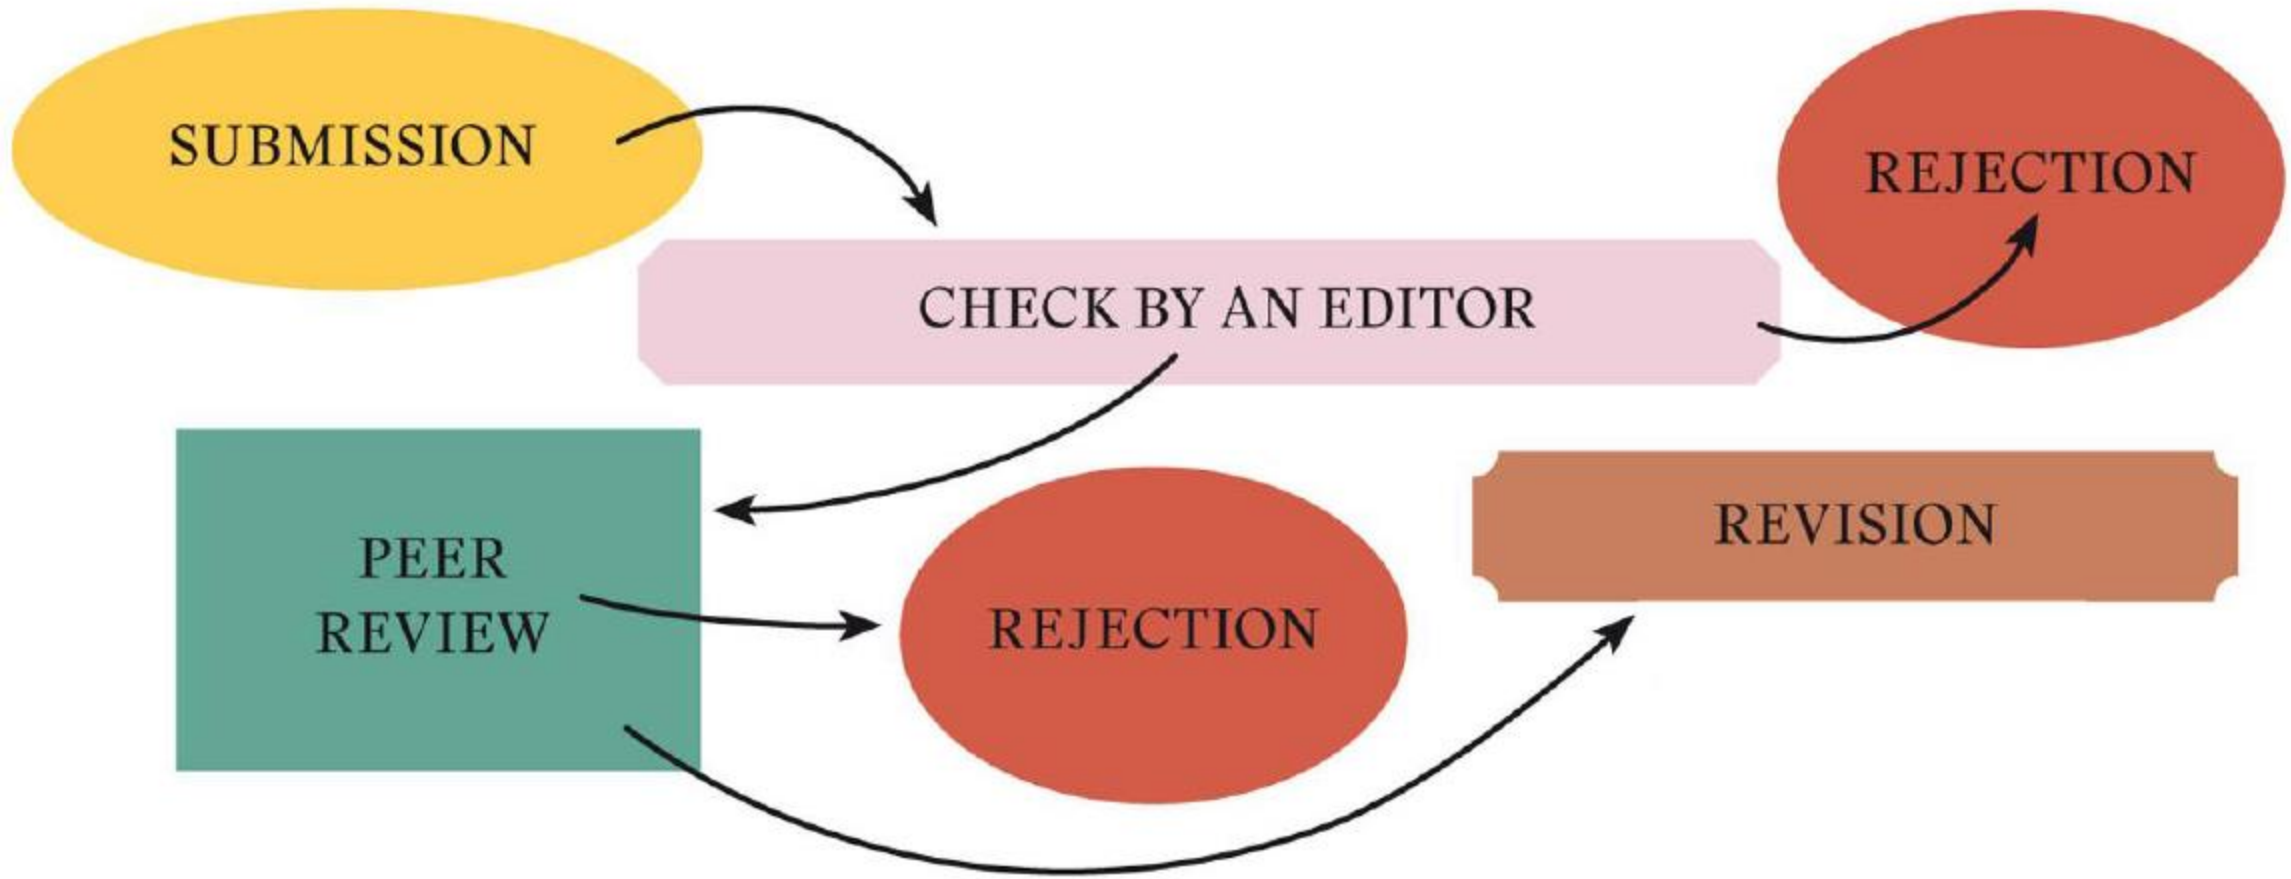 SUBMISSION
REJECTION
CHECK BY AN EDITOR
PEER
REVIEW
REJECTION
REVISION